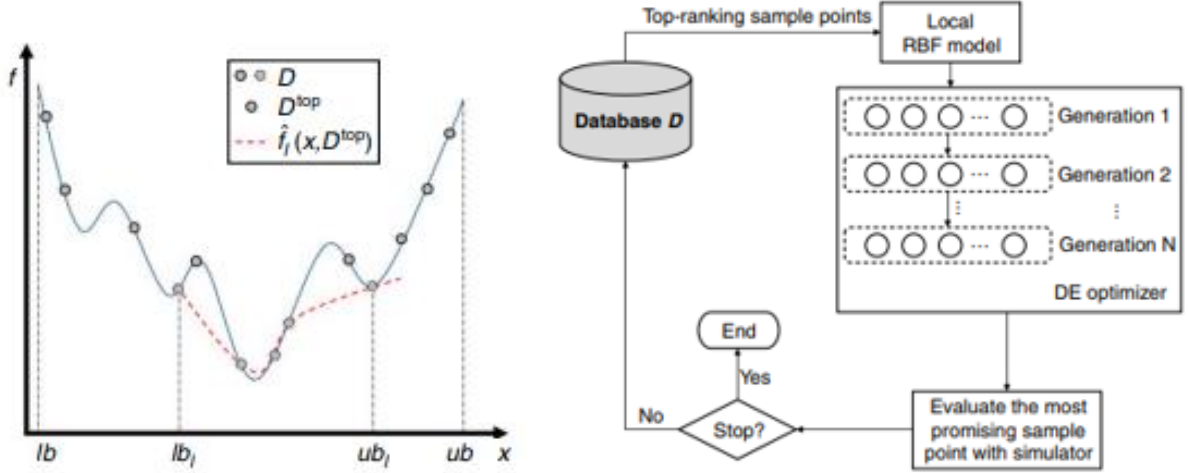 f
D
D^top
f̂_l (x,D^top)
lb
lb_l
ub_l
ub
x
Top-ranking sample points
Local
RBF model
Database D
Generation 1
Generation 2
Generation N
DE optimizer
End
Yes
No
Stop?
Evaluate the most
promising sample
point with simulator